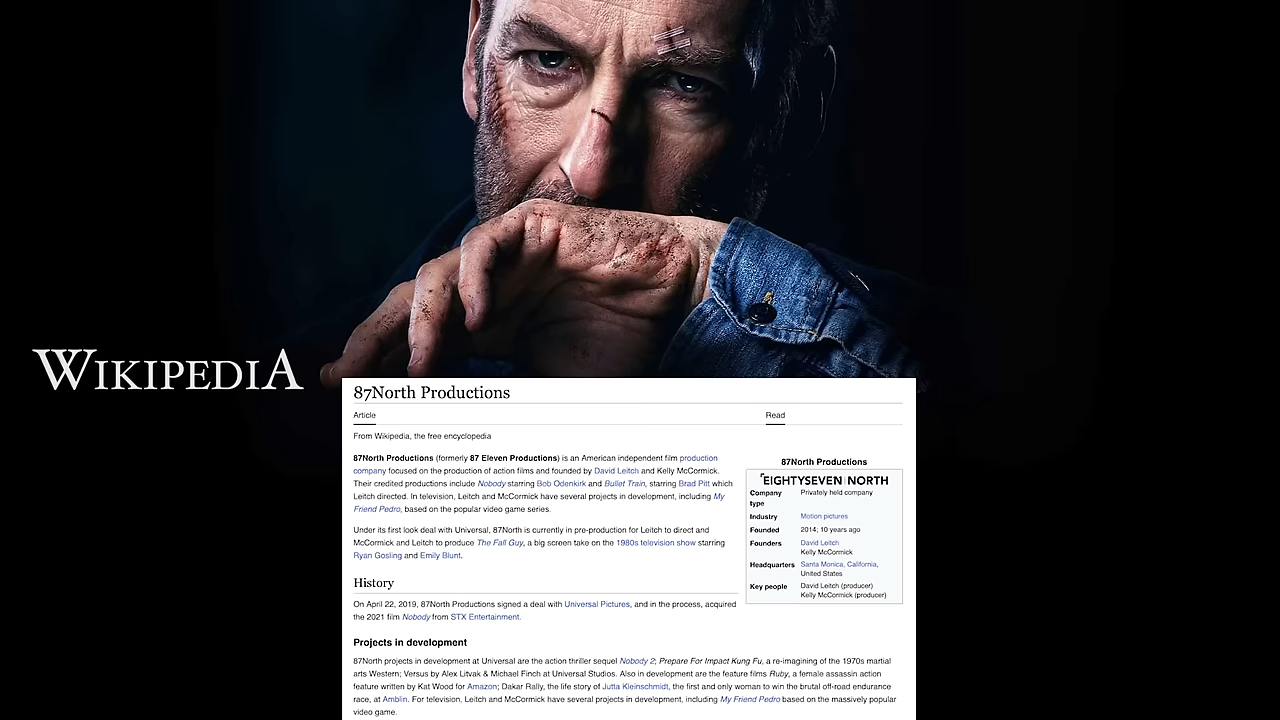 WIKIPEDIA
87North Productions
Article
Read
From Wikipedia, the free encyclopedia
87North Productions (formerly 87 Eleven Productions) is an American independent film production
company focused on the production of action films and founded by David Leitch and Kelly McCormick.
Their credited productions include Nobody starring Bob Odenkirk and Bullet Train, starring Brad Pitt which
Leitch directed. In television, Leitch and McCormick have several projects in development, including My
Friend Pedro, based on the popular video game series.
Under its first look deal with Universal, 87North is currently in pre-production for Leitch to direct and
McCormick and Leitch to produce The Fall Guy, a big screen take on the 1980s television show starring
Ryan Gosling and Emily Blunt.
History
On April 22, 2019, 87North Productions signed a deal with Universal Pictures, and in the process, acquired
the 2021 film Nobody from STX Entertainment.
87North Productions
EIGHTYSEVEN NORTH
Company type Privately held company
Industry Motion pictures
Founded 2014; 10 years ago
Founders David Leitch
Kelly McCormick
Headquarters Santa Monica, California,
United States
Key people David Leitch (producer)
Kelly McCormick (producer)
Projects in development
87North projects in development at Universal are the action thriller sequel Nobody 2; Prepare For Impact Kung Fu, a re-imagining of the 1970s martial
arts Western; Versus by Alex Litvak & Michael Finch at Universal Studios. Also in development are the feature films Ruby, a female assassin action
feature written by Kat Wood for Amazon; Dakar Rally, the life story of Jutta Kleinschmidt, the first and only woman to win the brutal off-road endurance
race, at Amblin. For television, Leitch and McCormick have several projects in development, including My Friend Pedro based on the massively popular
video game.